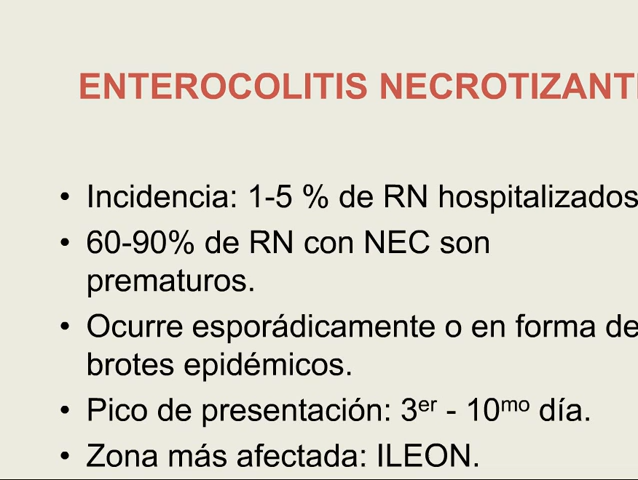 ENTEROCOLITIS NECROTIZANT
• Incidencia: 1-5 % de RN hospitalizados
• 60-90% de RN con NEC son
prematuros.
• Ocurre esporádicamente o en forma de
brotes epidémicos.
• Pico de presentación: 3er - 10mo día.
• Zona más afectada: ILEON.